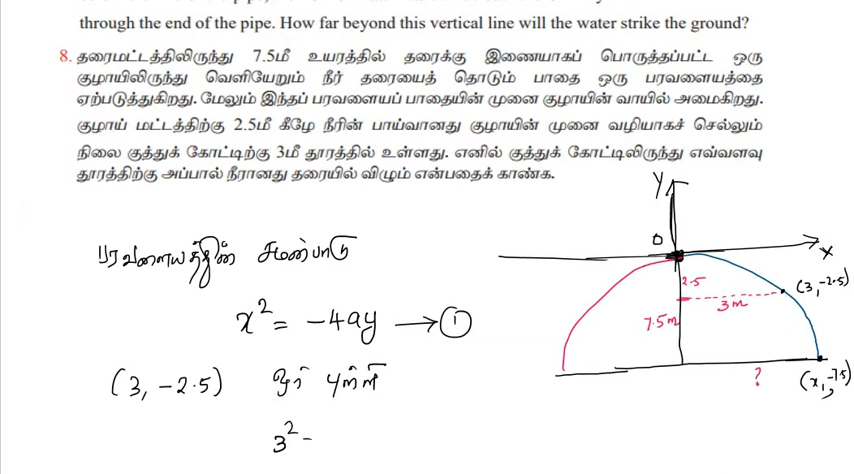 through the end of the pipe. How far beyond this vertical line will the water strike the ground?
8. தரைமட்டத்திலிருந்து 7.5மீ உயரத்தில் தரைக்கு இணையாகப் பொருத்தப்பட்ட ஒரு
குழாயிலிருந்து வெளியேறும் நீர் தரையைத் தொடும் பாதை ஒரு பரவளையத்தை
ஏற்படுத்துகிறது. மேலும் இந்தப் பரவளையப் பாதையின் முனை குழாயின் வாயில் அமைகிறது.
குழாய் மட்டத்திற்கு 2.5மீ கீழே நீரின் பாய்வானது குழாயின் முனை வழியாகச் செல்லும்
நிலை குத்துக் கோட்டிற்கு 3மீ தூரத்தில் உள்ளது. எனில் குத்துக் கோட்டிலிருந்து எவ்வளவு
தூரத்திற்கு அப்பால் நீரானது தரையில் விழும் என்பதைக் காண்க.
பரவளையத்தின் சமன்பாடு
x² = -4ay → ①
(3, -2.5) ஓர் புள்ளி
3² =
y
0
x
2.5
(3, -2.5)
3 m
7.5m
?
(x₁, -7.5)